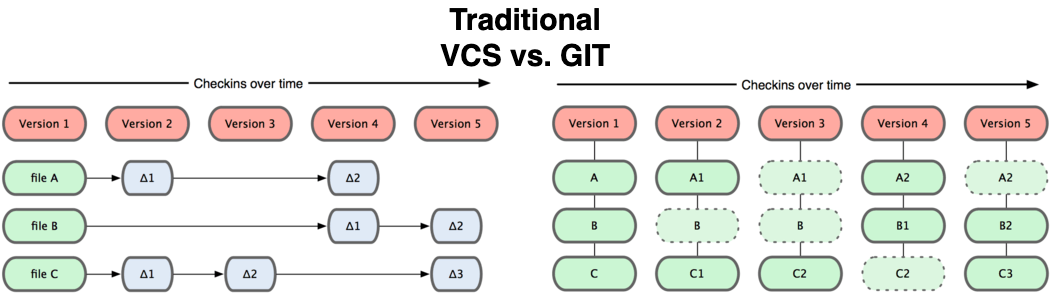 Traditional
VCS vs. GIT
Checkins over time
Version 1 Version 2 Version 3 Version 4 Version 5
file A Δ1 Δ2
file B Δ1 Δ2
file C Δ1 Δ2 Δ3
Checkins over time
Version 1 Version 2 Version 3 Version 4 Version 5
A A1 A1 A2 A2
B B B B1 B2
C C1 C2 C2 C3